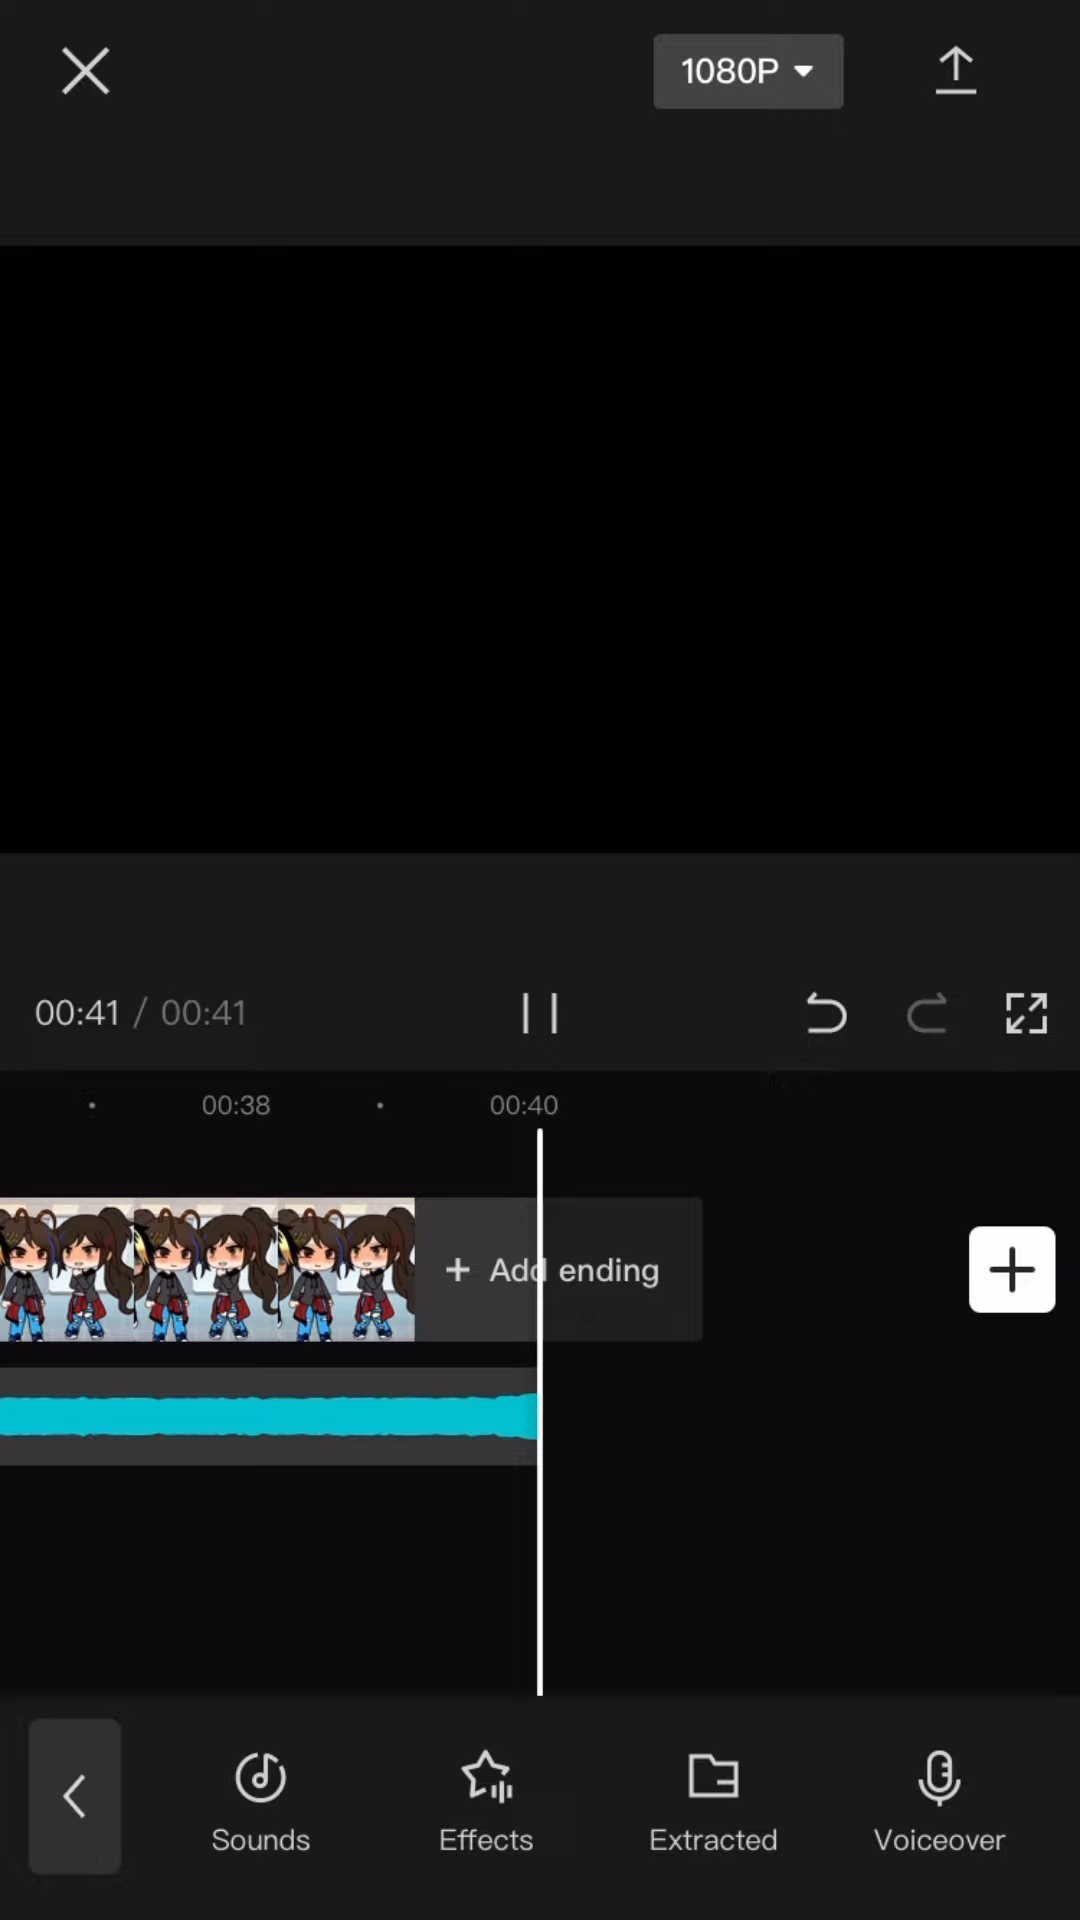 1080P
00:41 / 00:41
00:38 00:40
+ Add ending
Sounds Effects Extracted Voiceover